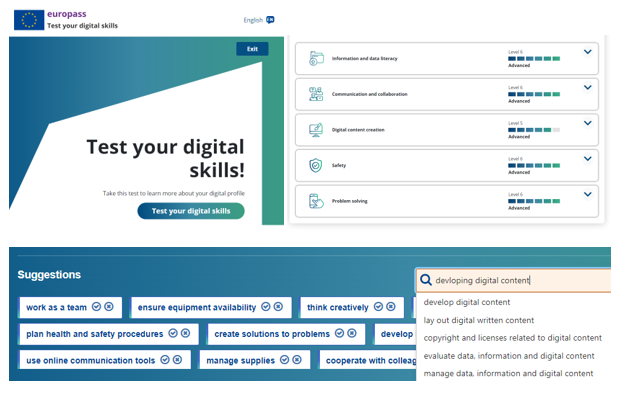 europass
Test your digital skills
English EN
Exit
Test your digital
skills!
Take this test to learn more about your digital profile
Test your digital skills
Information and data literacy
Level 6
Advanced
Communication and collaboration
Level 6
Advanced
Digital content creation
Level 5
Advanced
Safety
Level 6
Advanced
Problem solving
Level 6
Advanced
Suggestions
work as a team
ensure equipment availability
think creatively
plan health and safety procedures
create solutions to problems
develop
use online communication tools
manage supplies
cooperate with colleag
devloping digital content
develop digital content
lay out digital written content
copyright and licenses related to digital content
evaluate data, information and digital content
manage data, information and digital content